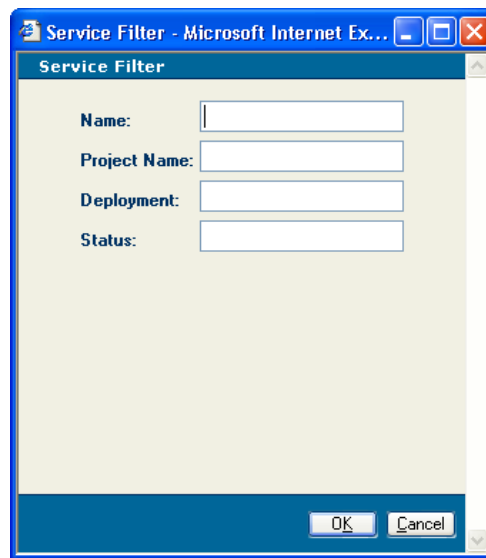 Service Filter - Microsoft Internet Ex...
Service Filter
Name:
Project Name:
Deployment:
Status:
OK
Cancel